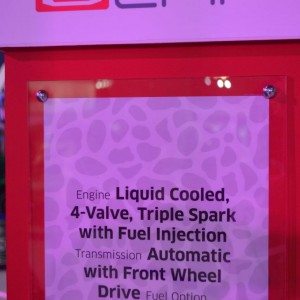 Engine Liquid Cooled,
4-Valve, Triple Spark
with Fuel Injection
Transmission Automatic
with Front Wheel
Drive Fuel Option